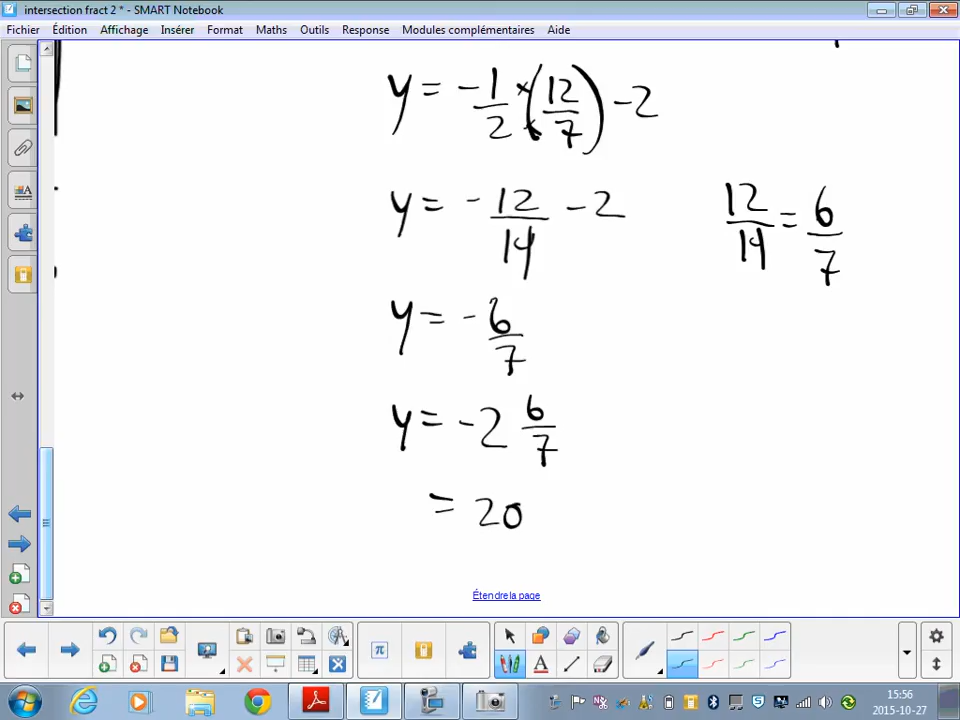 intersection fract 2 * - SMART Notebook
Fichier Édition Affichage Insérer Format Maths Outils Response Modules complémentaires Aide
y = -1/2 × (12/7) - 2
y = -12/14 - 2
12/14 = 6/7
y = -6/7
y = -2 6/7
= 20
Étendre la page
15:56
2015-10-27